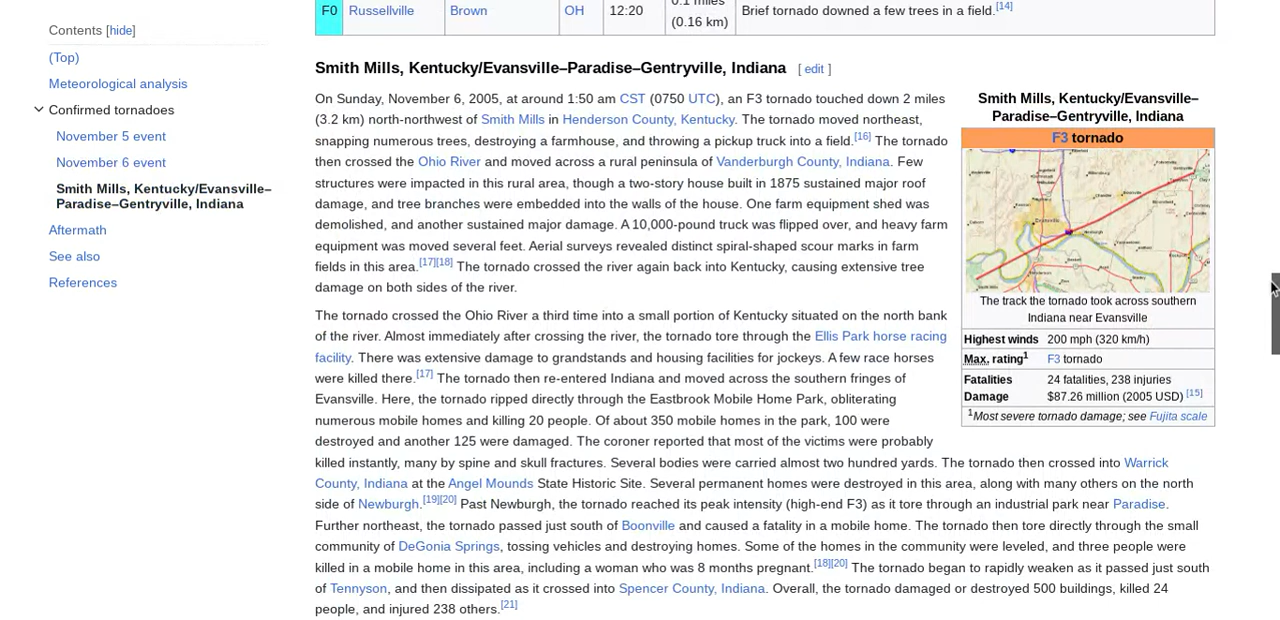 Contents [hide]
(Top)
Meteorological analysis
Confirmed tornadoes
November 5 event
November 6 event
Smith Mills, Kentucky/Evansville–
Paradise–Gentryville, Indiana
Aftermath
See also
References
F0 Russellville Brown OH 12:20 0.1 miles
(0.16 km) Brief tornado downed a few trees in a field.[14]
Smith Mills, Kentucky/Evansville–Paradise–Gentryville, Indiana [ edit ]
On Sunday, November 6, 2005, at around 1:50 am CST (0750 UTC), an F3 tornado touched down 2 miles
(3.2 km) north-northwest of Smith Mills in Henderson County, Kentucky. The tornado moved northeast,
snapping numerous trees, destroying a farmhouse, and throwing a pickup truck into a field.[16] The tornado
then crossed the Ohio River and moved across a rural peninsula of Vanderburgh County, Indiana. Few
structures were impacted in this rural area, though a two-story house built in 1875 sustained major roof
damage, and tree branches were embedded into the walls of the house. One farm equipment shed was
demolished, and another sustained major damage. A 10,000-pound truck was flipped over, and heavy farm
equipment was moved several feet. Aerial surveys revealed distinct spiral-shaped scour marks in farm
fields in this area.[17][18] The tornado crossed the river again back into Kentucky, causing extensive tree
damage on both sides of the river.
The tornado crossed the Ohio River a third time into a small portion of Kentucky situated on the north bank
of the river. Almost immediately after crossing the river, the tornado tore through the Ellis Park horse racing
facility. There was extensive damage to grandstands and housing facilities for jockeys. A few race horses
were killed there.[17] The tornado then re-entered Indiana and moved across the southern fringes of
Evansville. Here, the tornado ripped directly through the Eastbrook Mobile Home Park, obliterating
numerous mobile homes and killing 20 people. Of about 350 mobile homes in the park, 100 were
destroyed and another 125 were damaged. The coroner reported that most of the victims were probably
killed instantly, many by spine and skull fractures. Several bodies were carried almost two hundred yards. The tornado then crossed into Warrick
County, Indiana at the Angel Mounds State Historic Site. Several permanent homes were destroyed in this area, along with many others on the north
side of Newburgh.[19][20] Past Newburgh, the tornado reached its peak intensity (high-end F3) as it tore through an industrial park near Paradise.
Further northeast, the tornado passed just south of Boonville and caused a fatality in a mobile home. The tornado then tore directly through the small
community of DeGonia Springs, tossing vehicles and destroying homes. Some of the homes in the community were leveled, and three people were
killed in a mobile home in this area, including a woman who was 8 months pregnant.[18][20] The tornado began to rapidly weaken as it passed just south
of Tennyson, and then dissipated as it crossed into Spencer County, Indiana. Overall, the tornado damaged or destroyed 500 buildings, killed 24
people, and injured 238 others.[21]
Smith Mills, Kentucky/Evansville–
Paradise–Gentryville, Indiana
F3 tornado
The track the tornado took across southern
Indiana near Evansville
Highest winds 200 mph (320 km/h)
Max. rating1 F3 tornado
Fatalities 24 fatalities, 238 injuries
Damage $87.26 million (2005 USD) [15]
1Most severe tornado damage; see Fujita scale